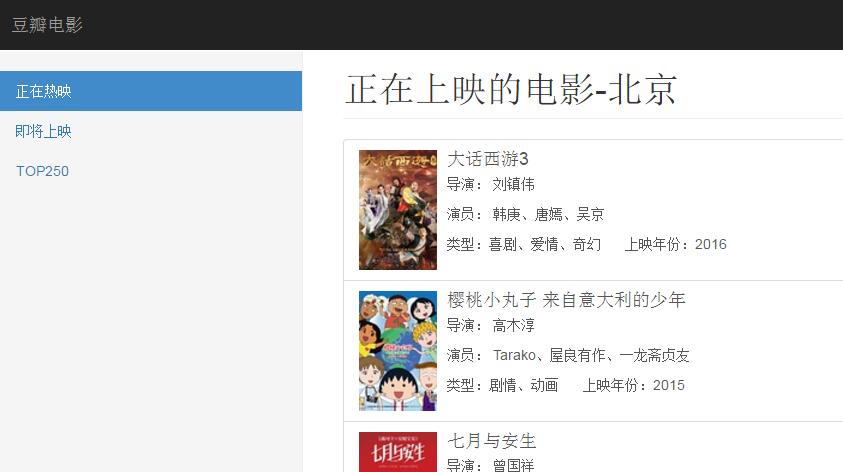 豆瓣电影
正在热映
即将上映
TOP250
正在上映的电影-北京
大话西游3
导演： 刘镇伟
演员： 韩庚、唐嫣、吴京
类型：喜剧、爱情、奇幻 上映年份：2016
樱桃小丸子 来自意大利的少年
导演： 高木淳
演员： Tarako、屋良有作、一龙斋贞友
类型：剧情、动画 上映年份：2015
七月与安生
七月与安生
导演： 曾国祥